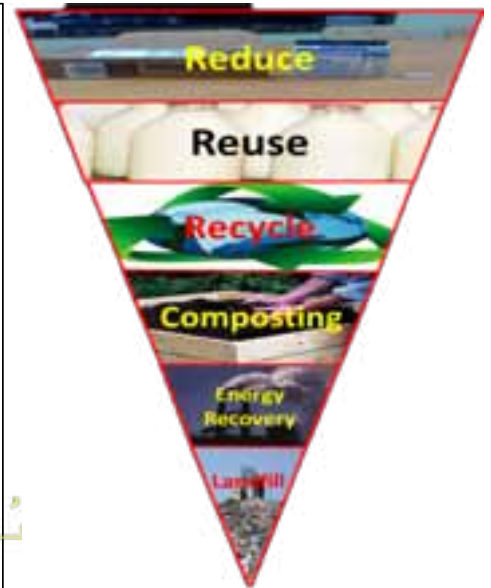 Reduce
Reuse
Recycle
Composting
Energy
Recovery
Landfill